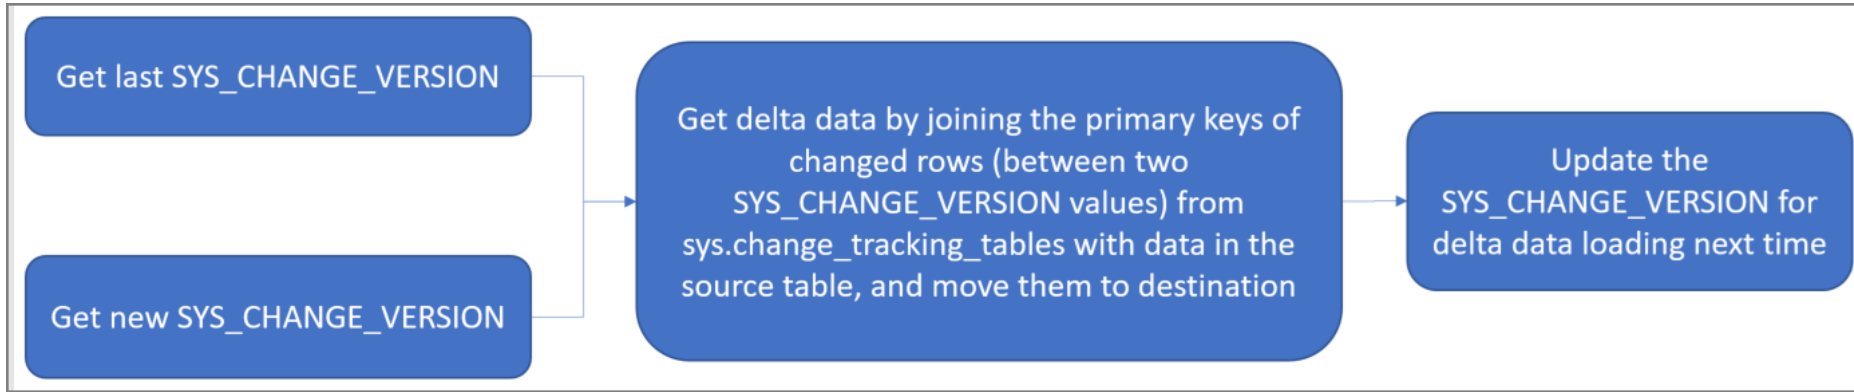 Get last SYS_CHANGE_VERSION
Get new SYS_CHANGE_VERSION
Get delta data by joining the primary keys of
changed rows (between two
SYS_CHANGE_VERSION values) from
sys.change_tracking_tables with data in the
source table, and move them to destination
Update the
SYS_CHANGE_VERSION for
delta data loading next time